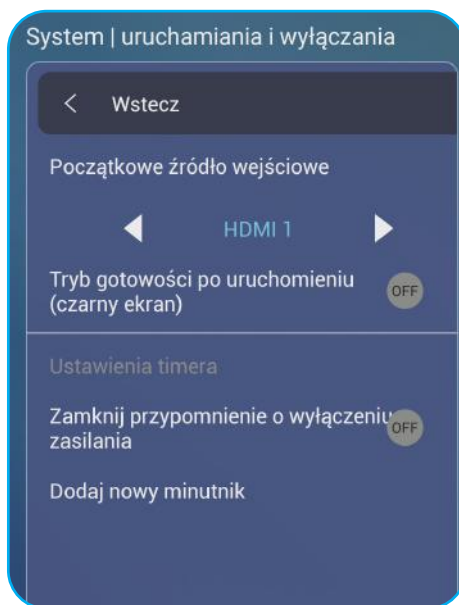 System | uruchamiania i wyłączania
Wstecz
Początkowe źródło wejściowe
HDMI 1
Tryb gotowości po uruchomieniu
(czarny ekran)
OFF
Ustawienia timera
Zamknij przypomnienie o wyłączeniu
zasilania
OFF
Dodaj nowy minutnik